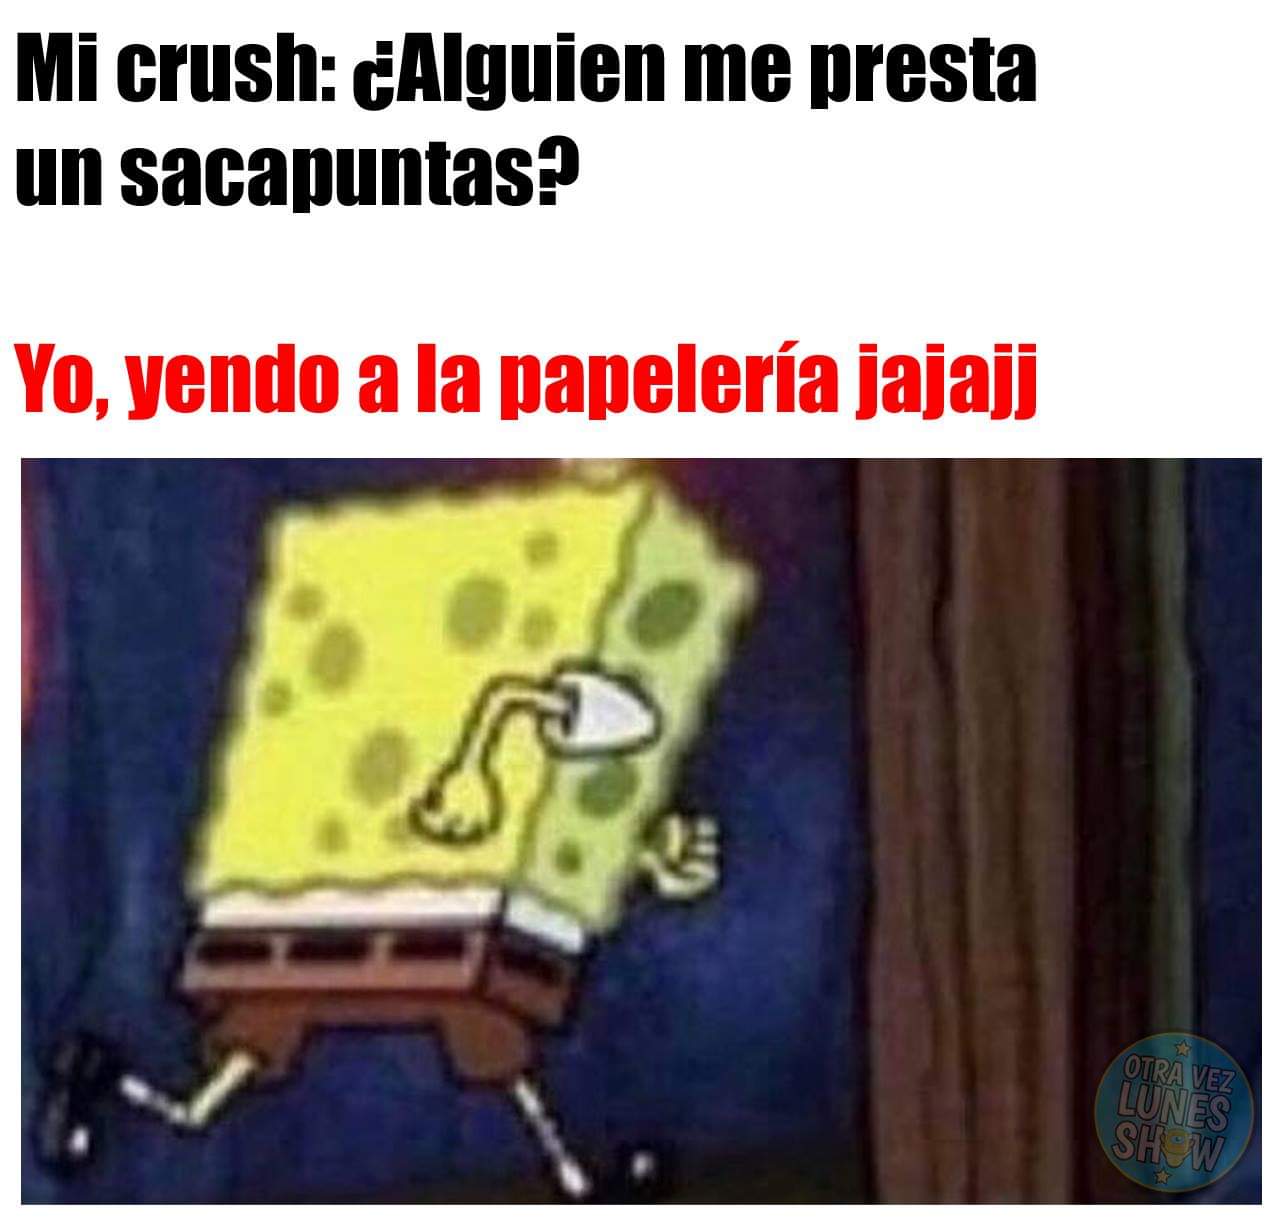 Mi crush: ¿Alguien me presta
un sacapuntas?
Yo, yendo a la papelería jajajj
OTRA VEZ
LUNES
SHOW